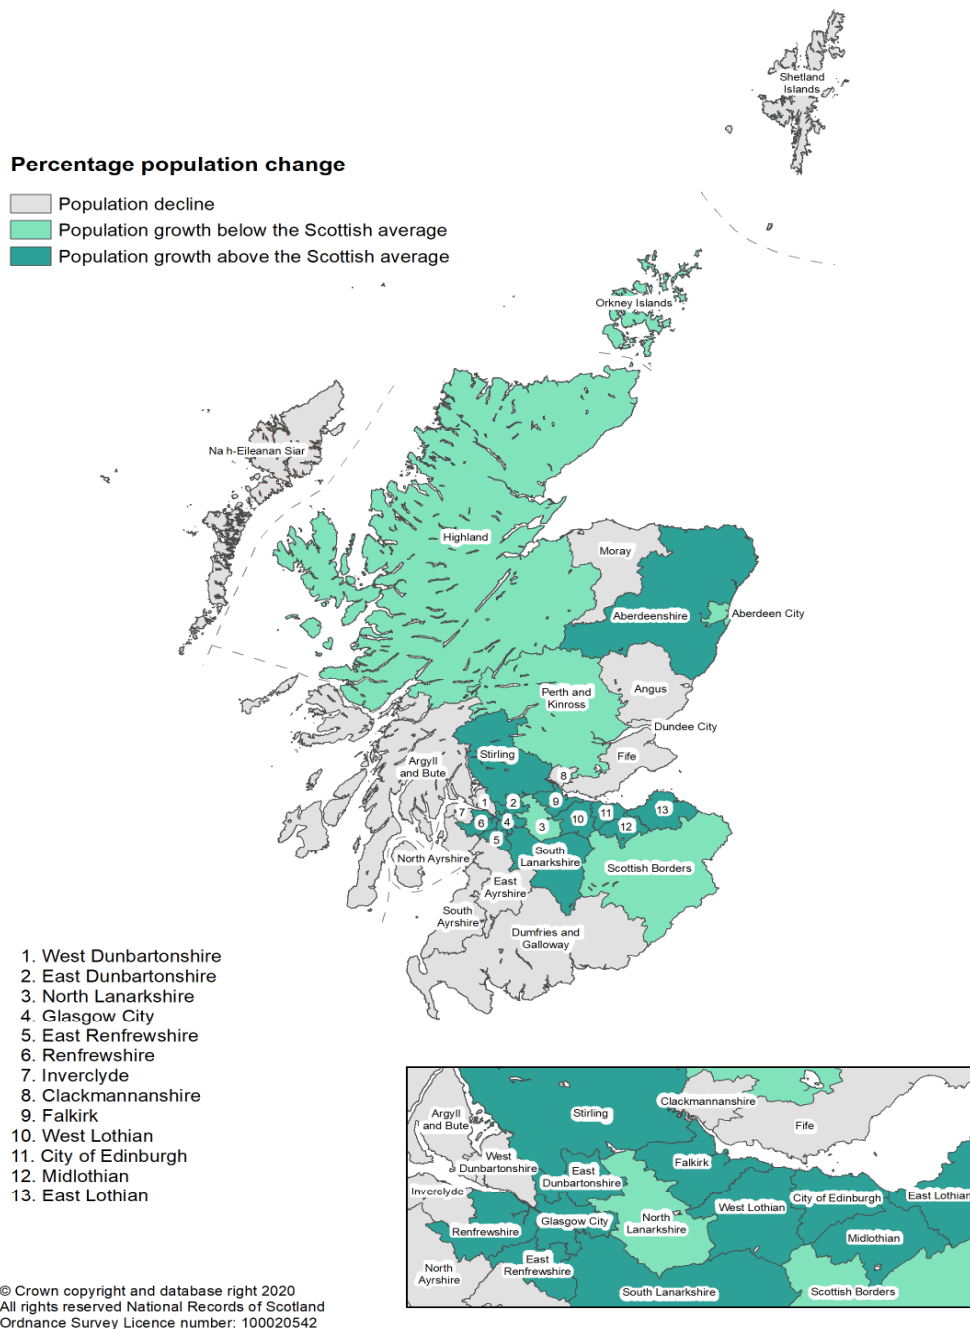 Shetland
Islands
Percentage population change
Population decline
Population growth below the Scottish average
Population growth above the Scottish average
Orkney Islands
Na h-Eileanan Siar
Highland
Moray
Aberdeenshire
Aberdeen City
Perth and
Kinross
Angus
Dundee City
Stirling
Fife
Argyll
and Bute
8
1
2
9
13
7
6
4
3
10
11
12
5
North Ayrshire
South
Lanarkshire
Scottish Borders
East
Ayrshire
South
Ayrshire
Dumfries and
Galloway
1. West Dunbartonshire
2. East Dunbartonshire
3. North Lanarkshire
4. Glasgow City
5. East Renfrewshire
6. Renfrewshire
7. Inverclyde
8. Clackmannanshire
9. Falkirk
10. West Lothian
11. City of Edinburgh
12. Midlothian
13. East Lothian
Argyll
and Bute
Stirling
Clackmannanshire
Fife
West
Dunbartonshire
East
Dunbartonshire
Falkirk
Inverclyde
City of Edinburgh
East Lothian
West Lothian
Renfrewshire
Glasgow City
North
Lanarkshire
Midlothian
East
Renfrewshire
North
Ayrshire
South Lanarkshire
Scottish Borders
© Crown copyright and database right 2020
All rights reserved National Records of Scotland
Ordnance Survey Licence number: 100020542